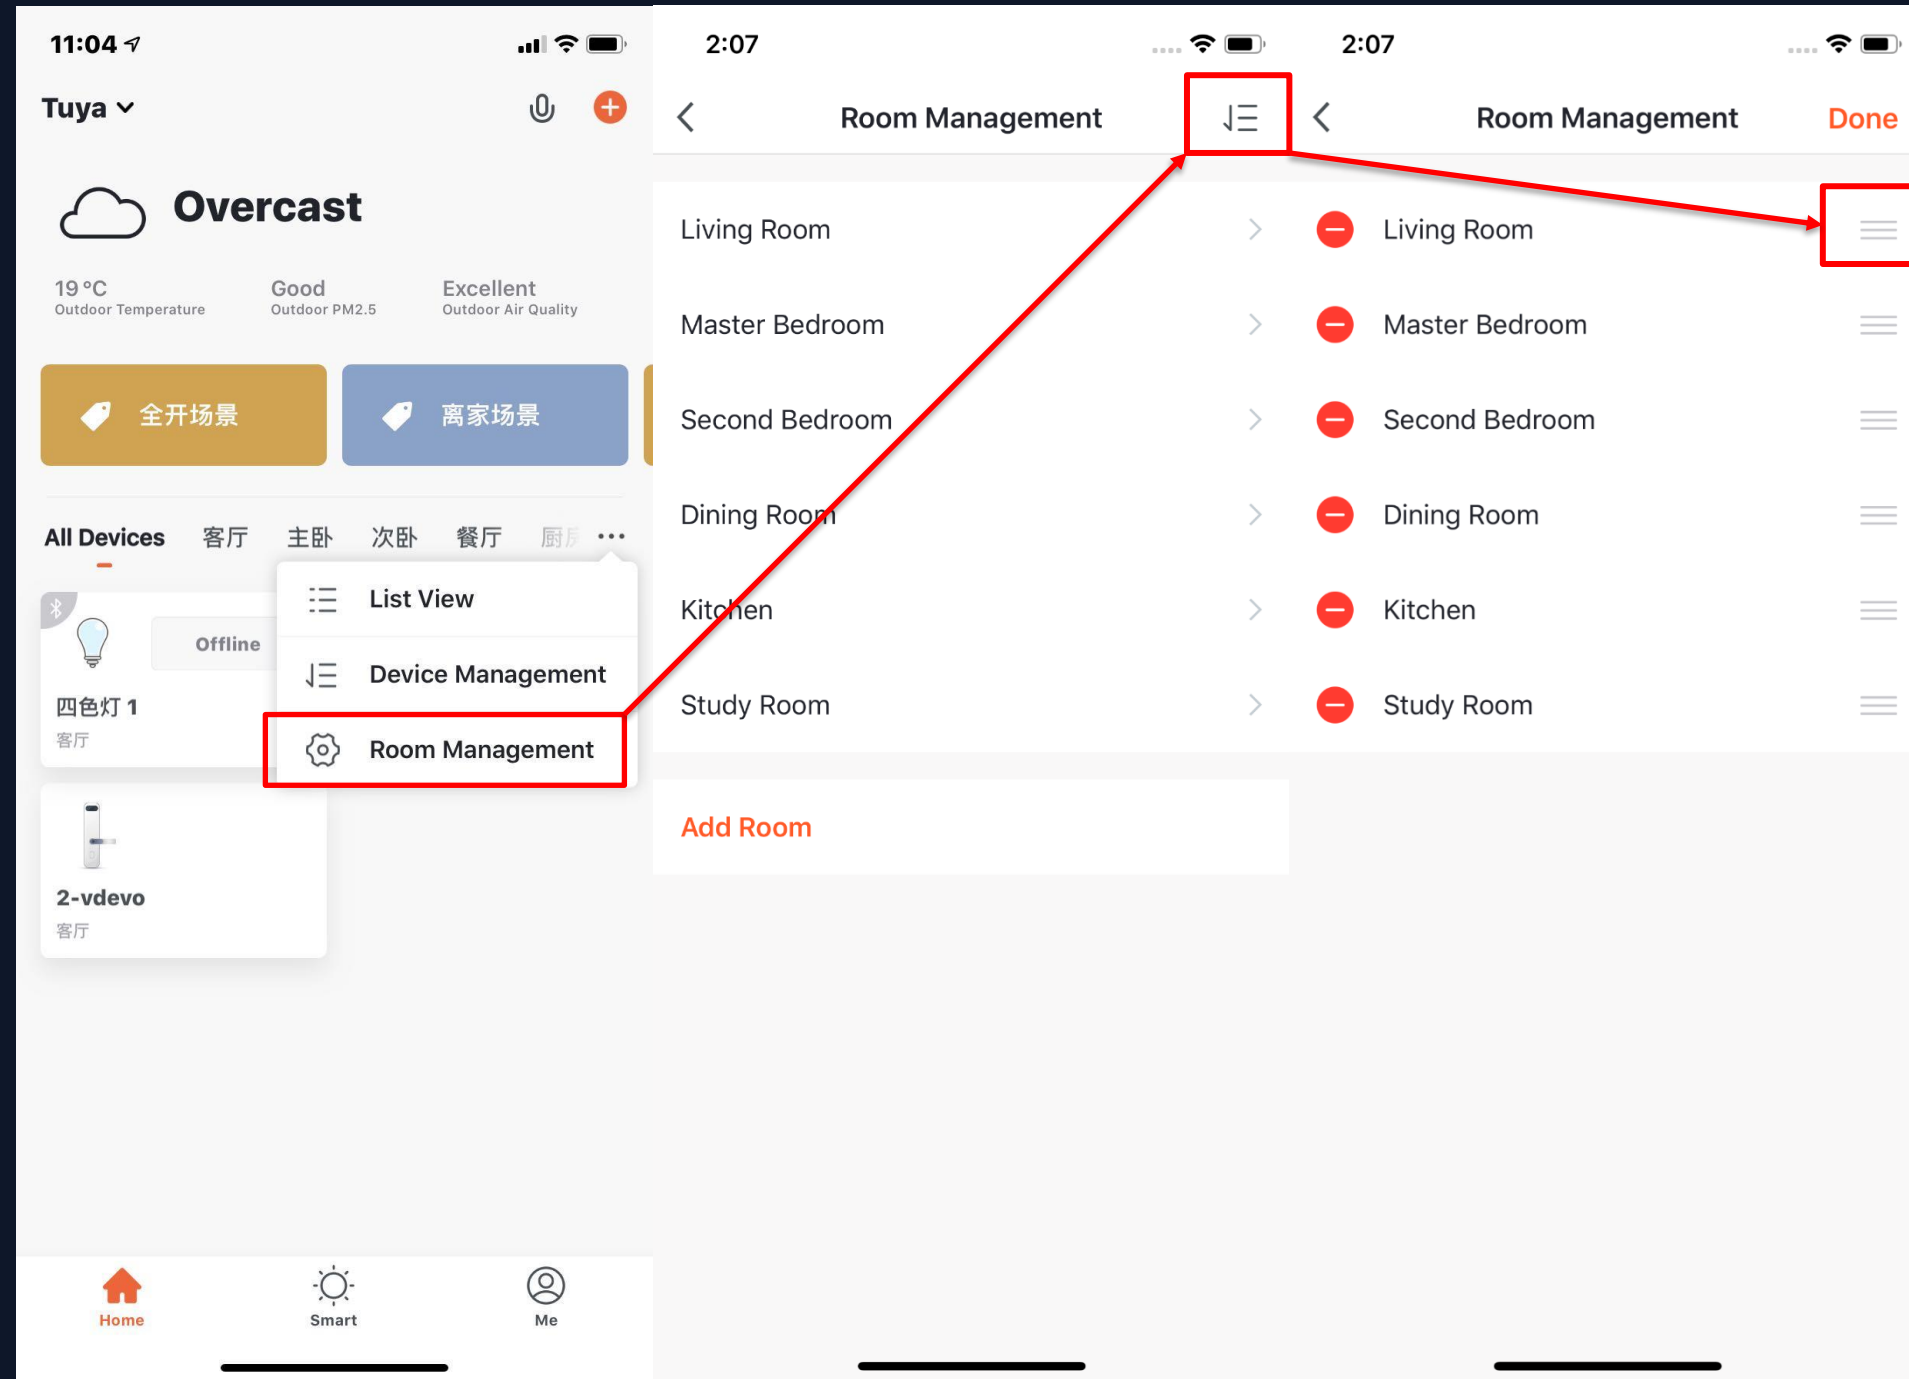 11:04
Tuya
Overcast
19 °C
Outdoor Temperature
Good
Outdoor PM2.5
Excellent
Outdoor Air Quality
全开场景
离家场景
All Devices 客厅 主卧 次卧 餐厅 厨房
List View
Device Management
Room Management
Offline
四色灯 1
客厅
2-vdevo
客厅
Home
Smart
Me
2:07
Room Management
Living Room
Master Bedroom
Second Bedroom
Dining Room
Kitchen
Study Room
Add Room
2:07
Room Management
Done
Living Room
Master Bedroom
Second Bedroom
Dining Room
Kitchen
Study Room